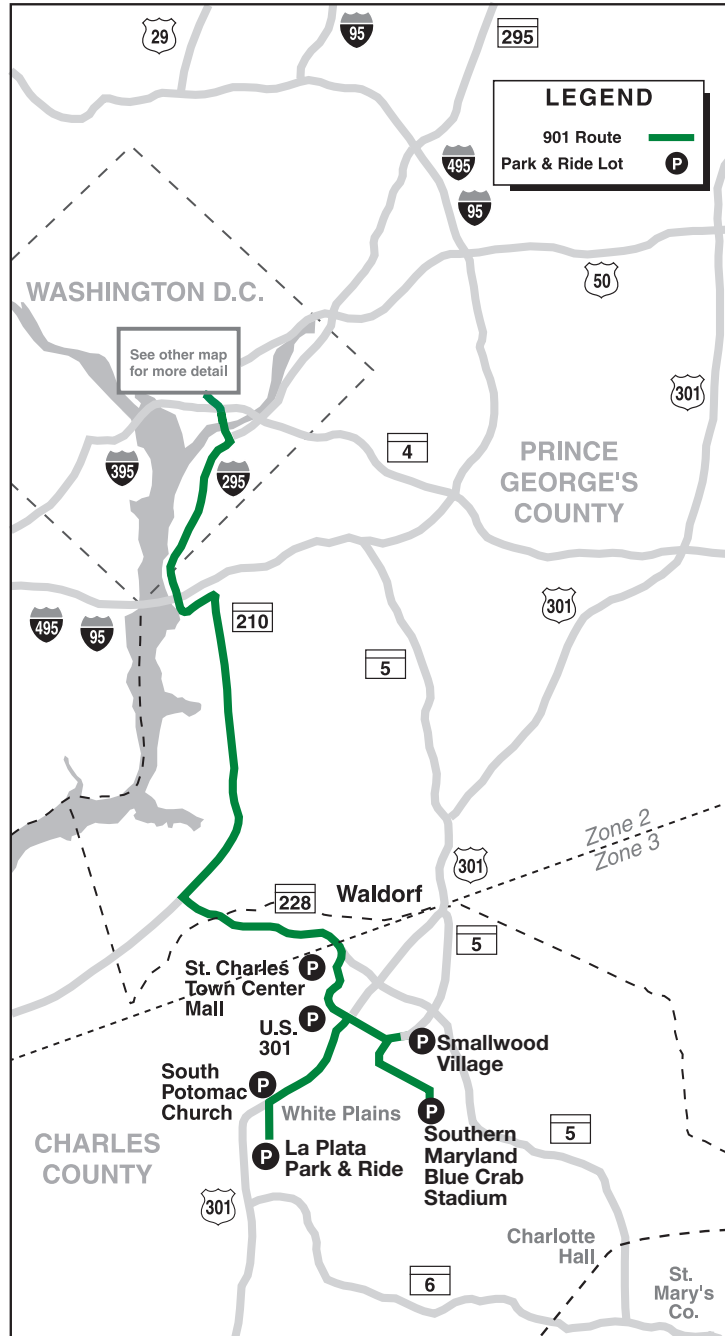 29
95
295
LEGEND
901 Route
Park & Ride Lot
P
495
95
50
WASHINGTON D.C.
See other map
for more detail
301
395
295
4
PRINCE
GEORGE'S
COUNTY
495
95
210
301
5
Zone 2
Zone 3
301
228
Waldorf
5
St. Charles
Town Center
Mall
P
U.S.
301
P
P
Smallwood
Village
South
Potomac
Church
P
White Plains
P
Southern
Maryland
Blue Crab
Stadium
P
La Plata
Park & Ride
CHARLES
COUNTY
5
301
Charlotte
Hall
6
St.
Mary's
Co.